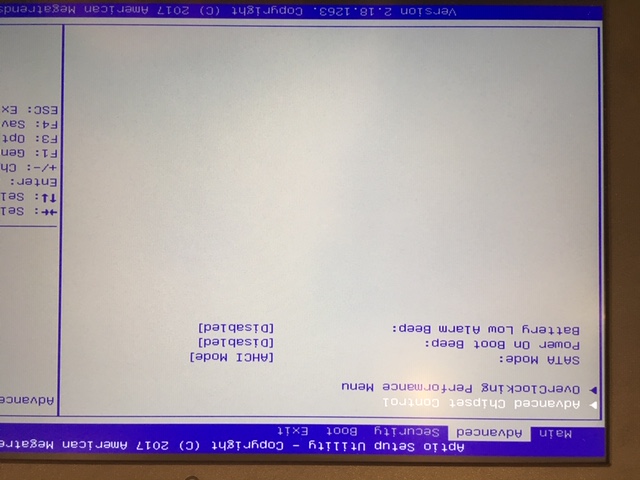 Aptio Setup Utility – Copyright (C) 2017 American
Main Advanced Security Boot Exit
▶ Advanced Chipset Control
▶ OverClocking Performance Menu
SATA Mode: [AHCI Mode]
Power On Boot Beep: [Disabled]
Battery Low Alarm Beep: [Disabled]
Advance
→←: Sel
↑↓: Sel
Enter:
+/-: Ch
F1: Gen
F3: Opt
F4: Sav
ESC: Ex
Version 2.18.1263. Copyright (C) 2017 American Megatrends